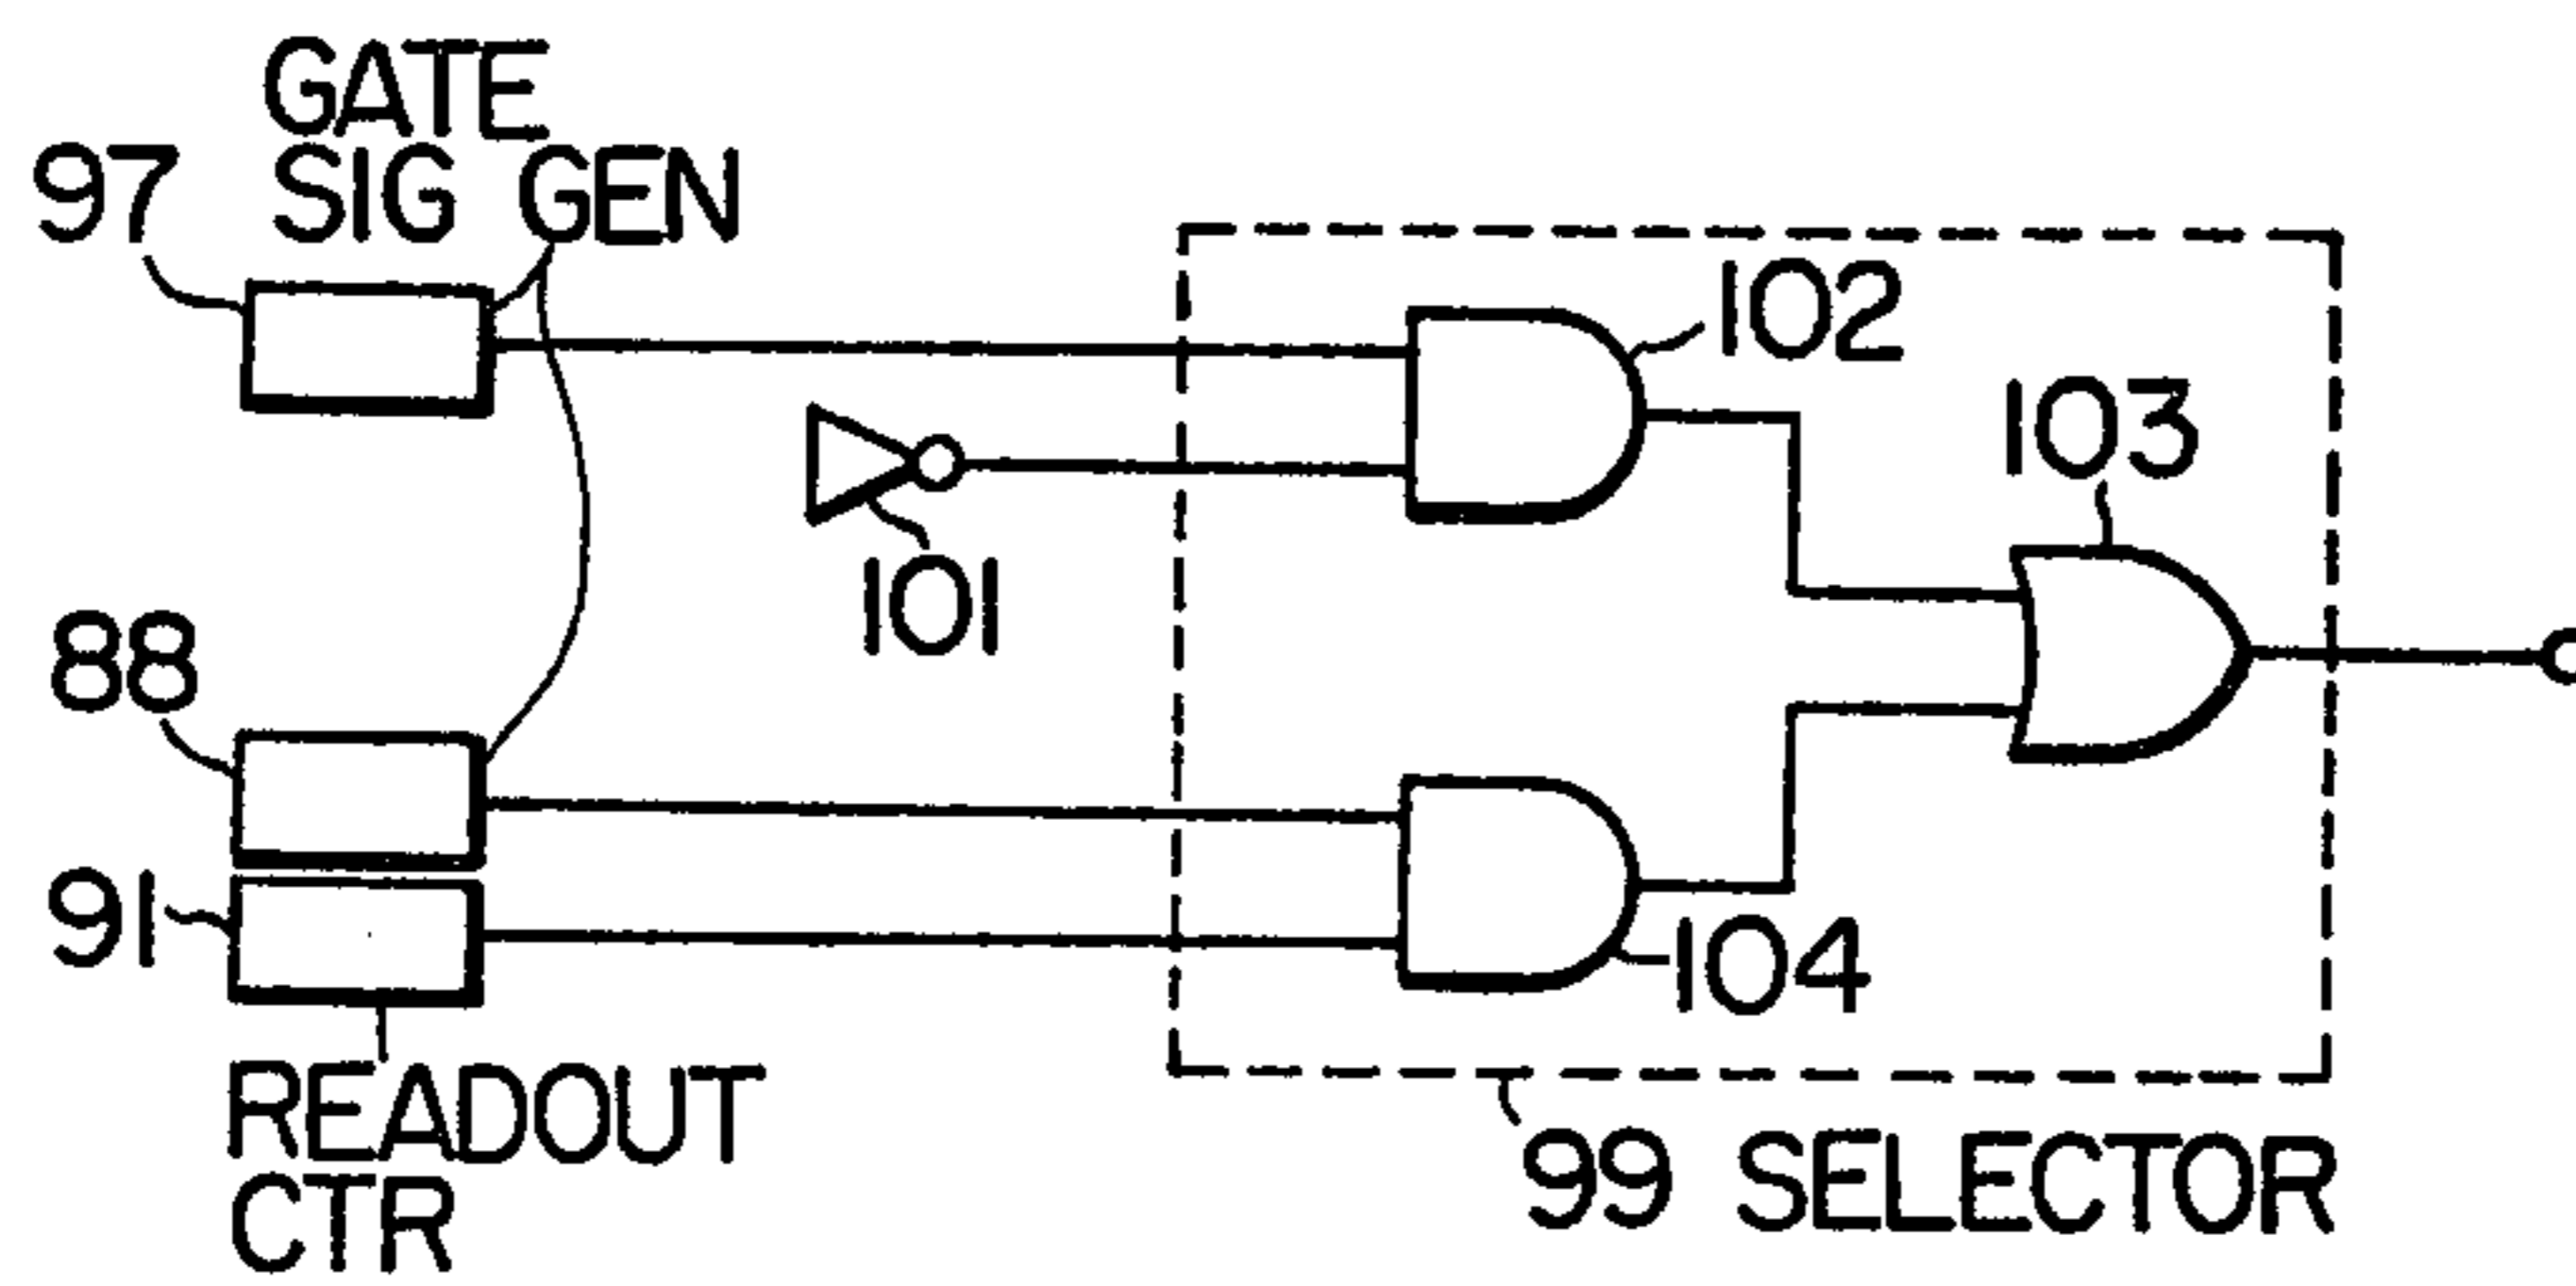 GATE
97 SIG GEN
102
103
101
88
91
104
READOUT
CTR
99 SELECTOR